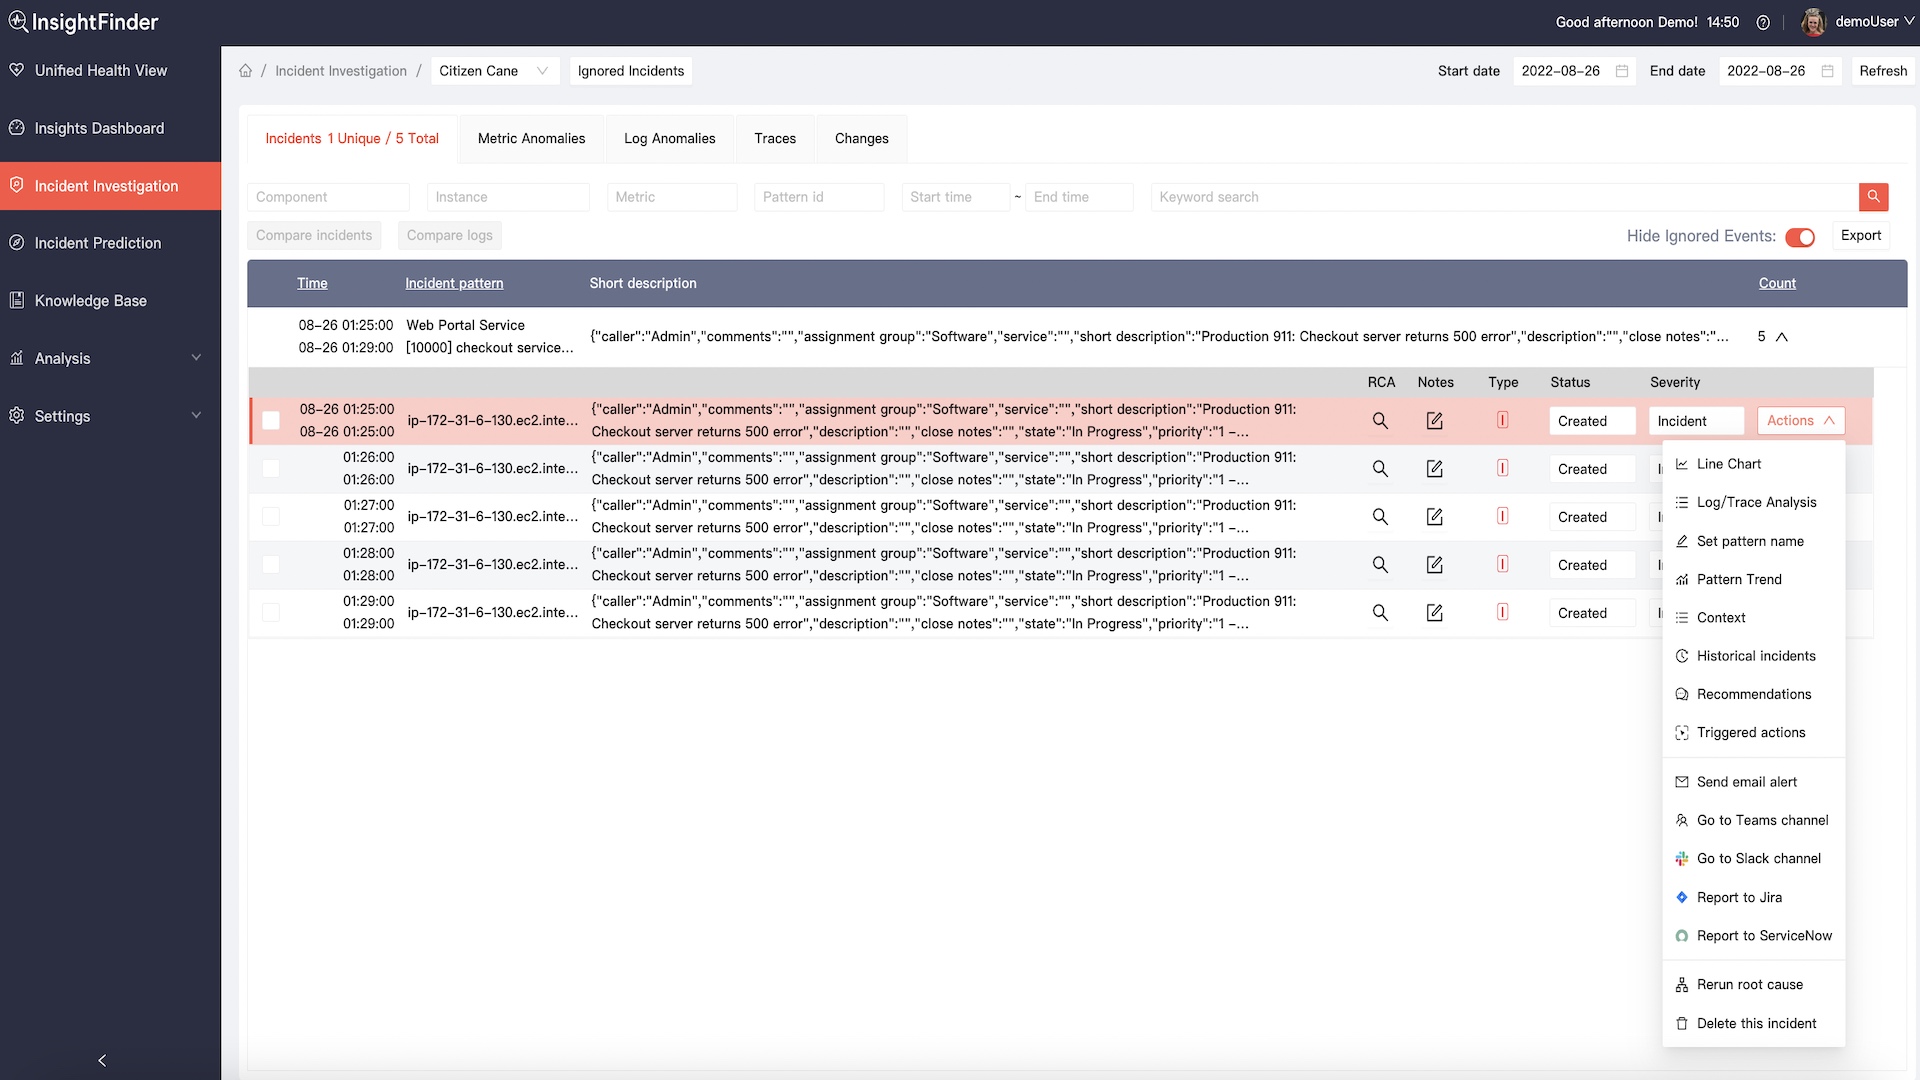 InsightFinder
Good afternoon Demo! 14:50
demoUser
Unified Health View
Insights Dashboard
Incident Investigation
Incident Prediction
Knowledge Base
Analysis
Settings
/ Incident Investigation / Citizen Cane Ignored Incidents
Start date 2022-08-26 End date 2022-08-26 Refresh
Incidents 1 Unique / 5 Total Metric Anomalies Log Anomalies Traces Changes
Component Instance Metric Pattern id Start time ~ End time Keyword search
Compare incidents Compare logs Hide Ignored Events: Export
Time Incident pattern Short description Count
08-26 01:25:00 Web Portal Service
08-26 01:29:00 [10000] checkout service...
{"caller":"Admin","comments":"","assignment group":"Software","service":"","short description":"Production 911: Checkout server returns 500 error","description":"","close notes":"... 5
RCA Notes Type Status Severity
08-26 01:25:00
08-26 01:25:00
ip-172-31-6-130.ec2.inte...
{"caller":"Admin","comments":"","assignment group":"Software","service":"","short description":"Production 911:
Checkout server returns 500 error","description":"","close notes":"","state":"In Progress","priority":"1 –...
I Created Incident Actions
01:26:00
01:26:00
ip-172-31-6-130.ec2.inte...
{"caller":"Admin","comments":"","assignment group":"Software","service":"","short description":"Production 911:
Checkout server returns 500 error","description":"","close notes":"","state":"In Progress","priority":"1 –...
I Created
01:27:00
01:27:00
ip-172-31-6-130.ec2.inte...
{"caller":"Admin","comments":"","assignment group":"Software","service":"","short description":"Production 911:
Checkout server returns 500 error","description":"","close notes":"","state":"In Progress","priority":"1 –...
I Created
01:28:00
01:28:00
ip-172-31-6-130.ec2.inte...
{"caller":"Admin","comments":"","assignment group":"Software","service":"","short description":"Production 911:
Checkout server returns 500 error","description":"","close notes":"","state":"In Progress","priority":"1 –...
I Created
01:29:00
01:29:00
ip-172-31-6-130.ec2.inte...
{"caller":"Admin","comments":"","assignment group":"Software","service":"","short description":"Production 911:
Checkout server returns 500 error","description":"","close notes":"","state":"In Progress","priority":"1 –...
I Created
Line Chart
Log/Trace Analysis
Set pattern name
Pattern Trend
Context
Historical incidents
Recommendations
Triggered actions
Send email alert
Go to Teams channel
Go to Slack channel
Report to Jira
Report to ServiceNow
Rerun root cause
Delete this incident